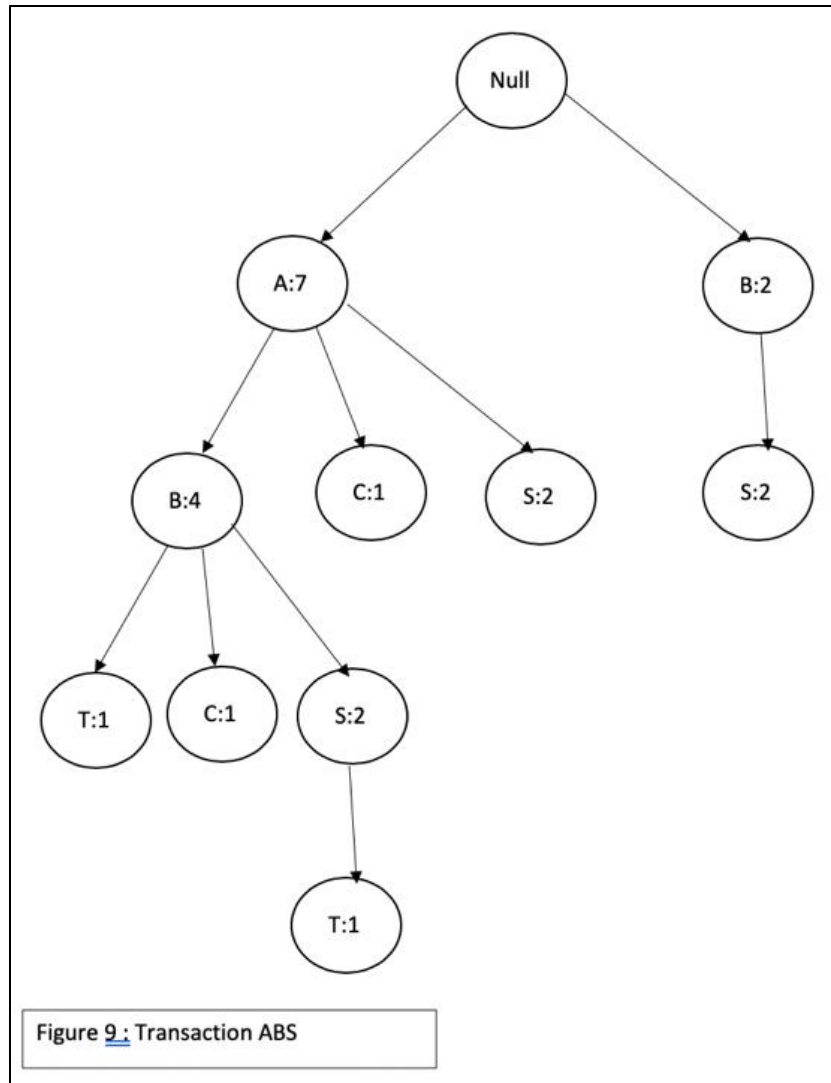 Null
A:7
B:2
B:4
C:1
S:2
S:2
T:1
C:1
S:2
T:1
Figure 9 : Transaction ABS